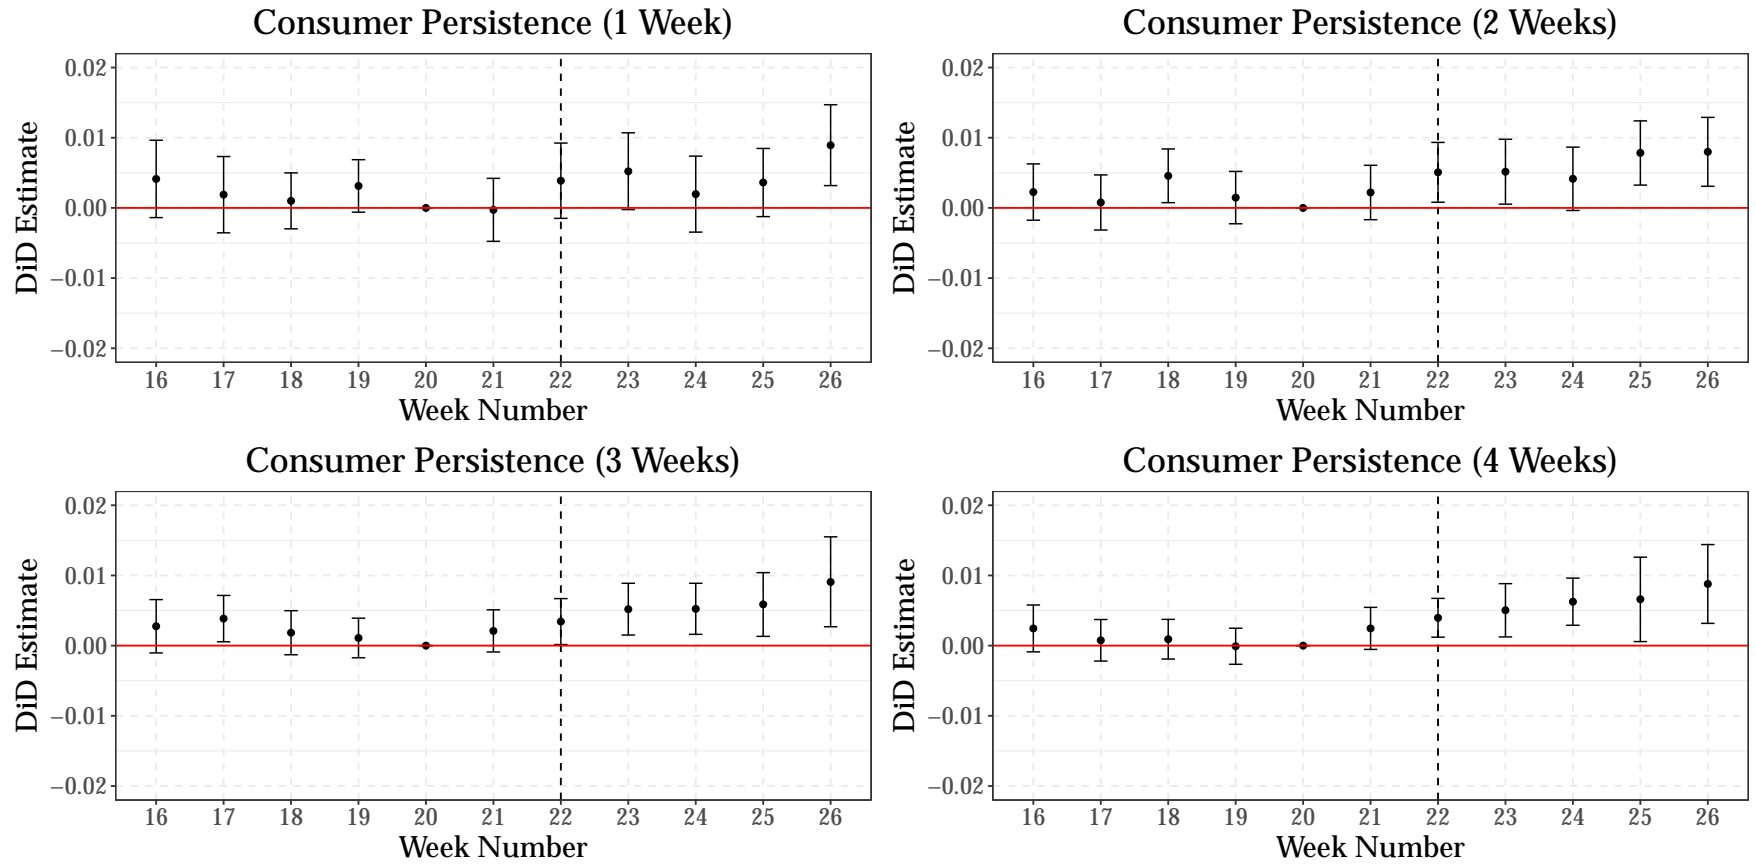 Consumer Persistence (1 Week)
DiD Estimate
0.02
0.01
0.00
−0.01
−0.02
16 17 18 19 20 21 22 23 24 25 26
Week Number
Consumer Persistence (2 Weeks)
DiD Estimate
0.02
0.01
0.00
−0.01
−0.02
16 17 18 19 20 21 22 23 24 25 26
Week Number
Consumer Persistence (3 Weeks)
DiD Estimate
0.02
0.01
0.00
−0.01
−0.02
16 17 18 19 20 21 22 23 24 25 26
Week Number
Consumer Persistence (4 Weeks)
DiD Estimate
0.02
0.01
0.00
−0.01
−0.02
16 17 18 19 20 21 22 23 24 25 26
Week Number